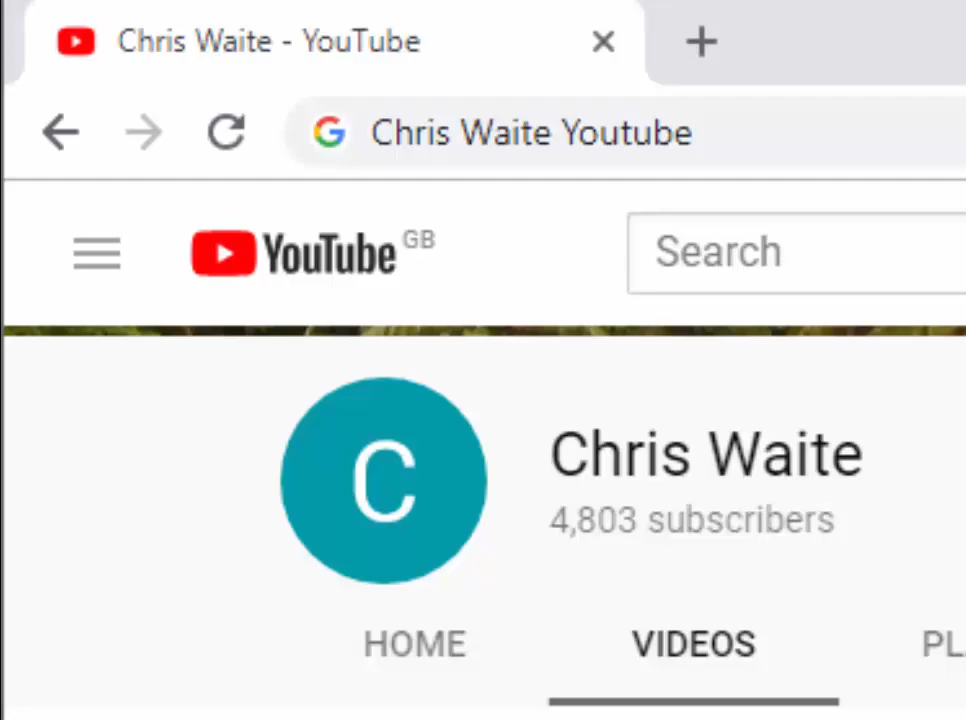 Chris Waite - YouTube
Chris Waite Youtube
YouTube GB
Search
C
Chris Waite
4,803 subscribers
HOME VIDEOS